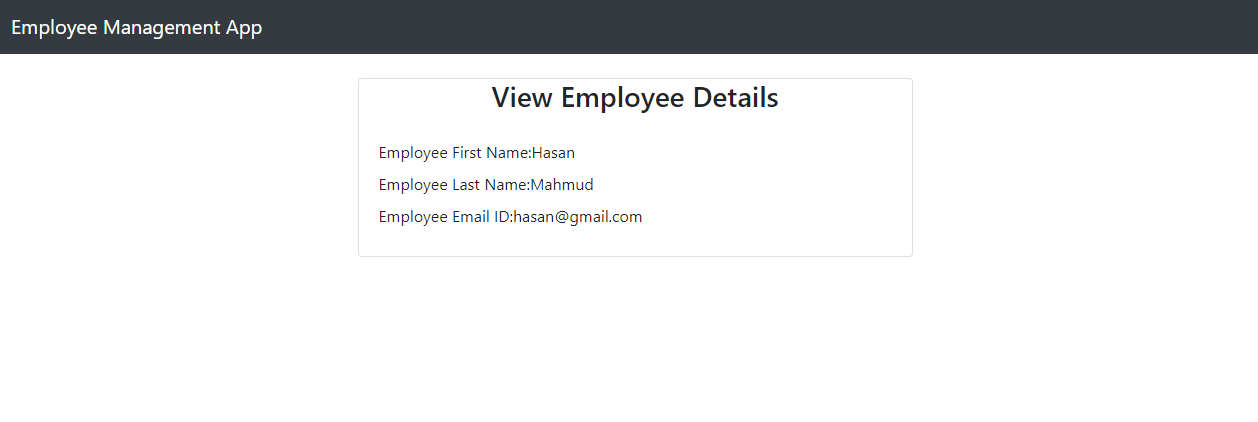 Employee Management App
View Employee Details
Employee First Name:Hasan
Employee Last Name:Mahmud
Employee Email ID:hasan@gmail.com